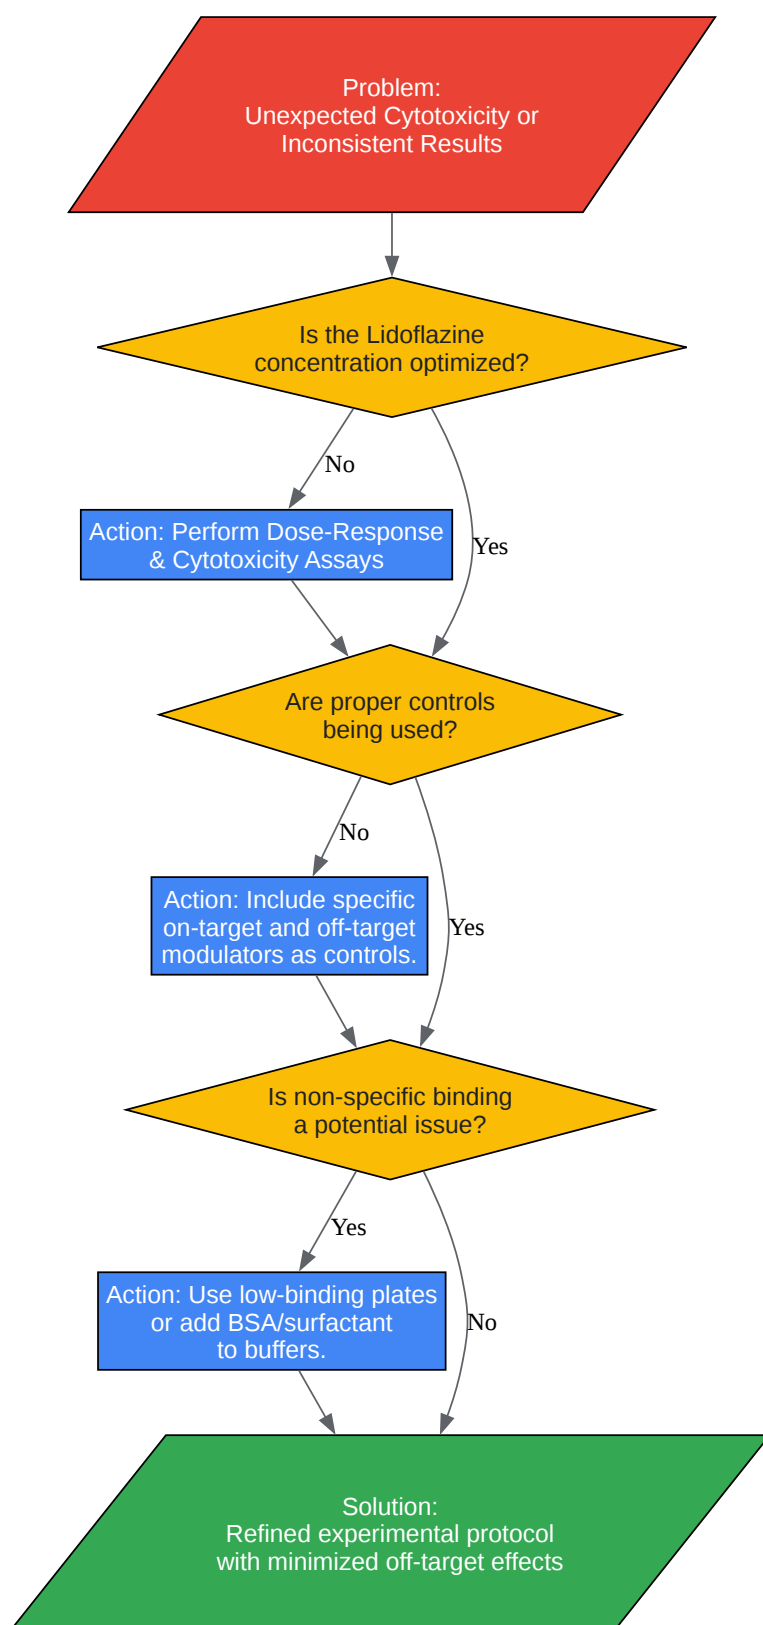 Problem:
Unexpected Cytotoxicity or
Inconsistent Results
Is the Lidoflazine
concentration optimized?
No
Action: Perform Dose-Response
& Cytotoxicity Assays
Yes
Are proper controls
being used?
No
Action: Include specific
on-target and off-target
modulators as controls.
Yes
Is non-specific binding
a potential issue?
Yes
Action: Use low-binding plates
or add BSA/surfactant
to buffers.
No
Solution:
Refined experimental protocol
with minimized off-target effects